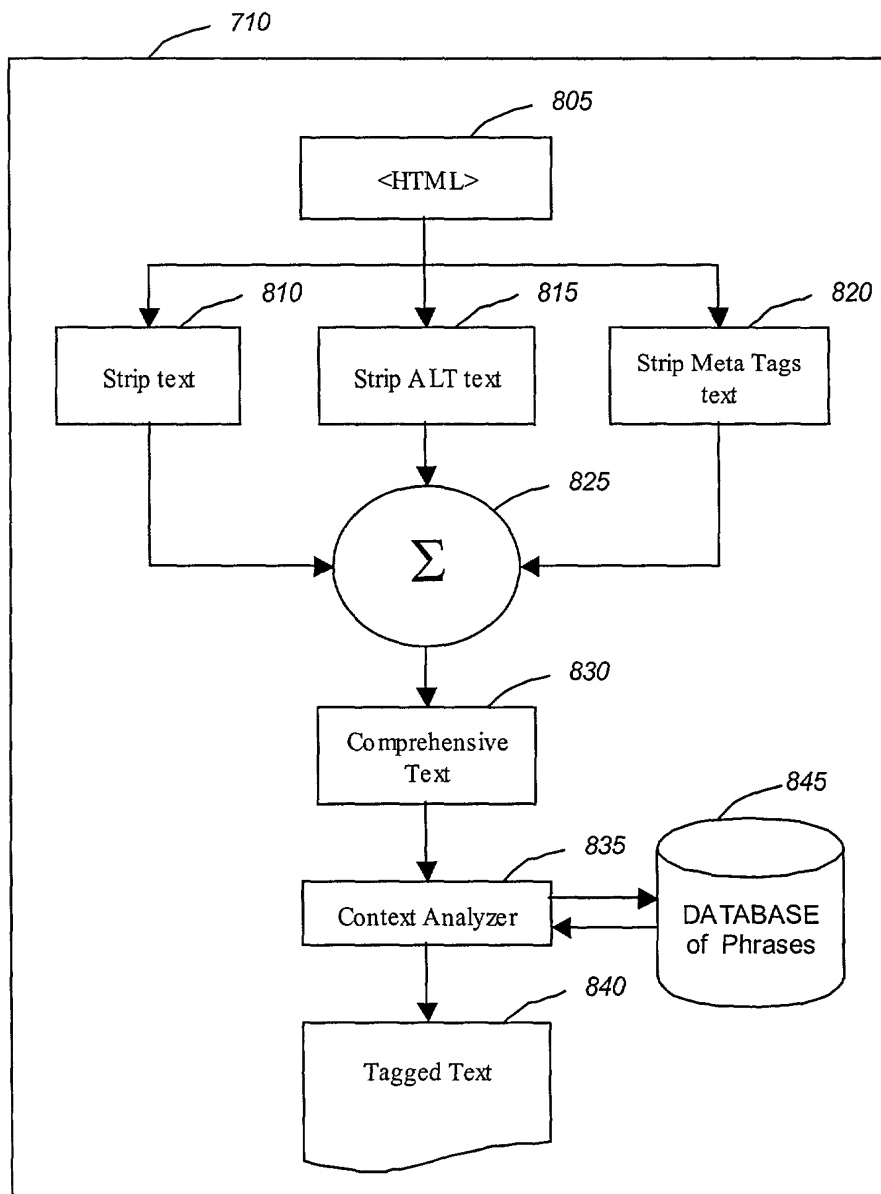 710
805
<HTML>
810
815
820
Strip text
Strip ALT text
Strip Meta Tags
text
825
Σ
830
Comprehensive
Text
845
835
Context Analyzer
DATABASE
of Phrases
840
Tagged Text